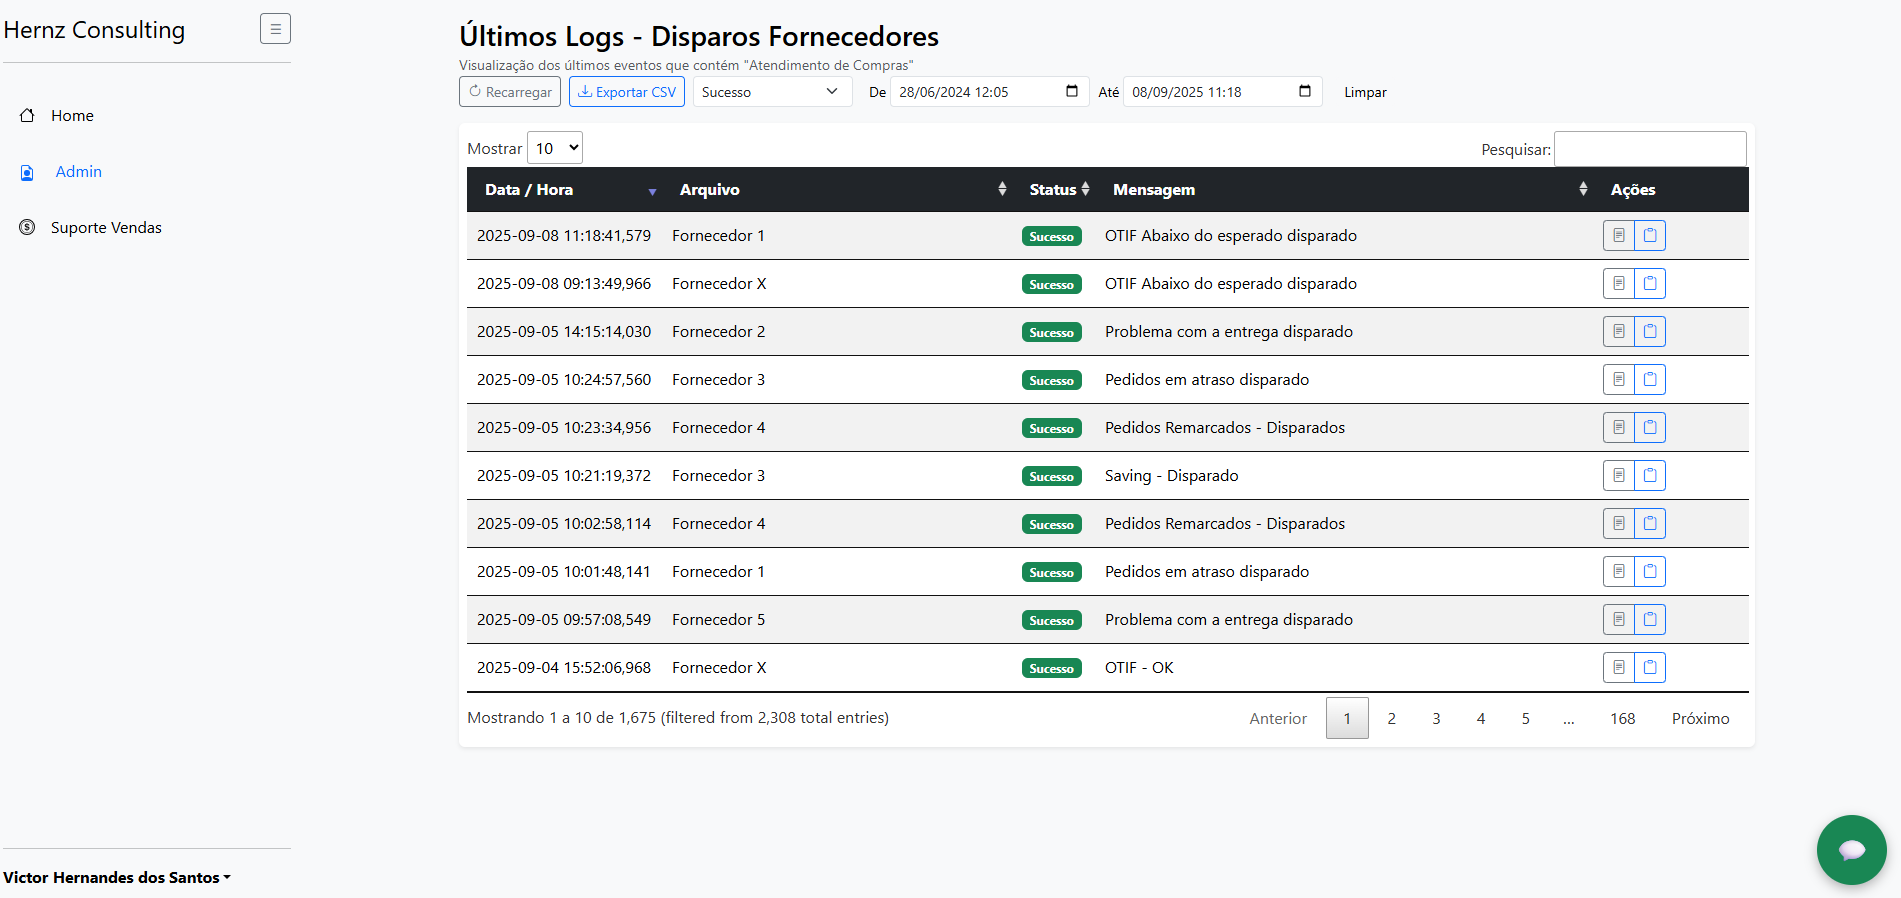 Hernz Consulting
Home
Admin
Suporte Vendas
Victor Hernandes dos Santos
Últimos Logs - Disparos Fornecedores
Visualização dos últimos eventos que contém "Atendimento de Compras"
Recarregar Exportar CSV Sucesso De 28/06/2024 12:05 Até 08/09/2025 11:18 Limpar
Mostrar 10 Pesquisar:
Data / Hora Arquivo Status Mensagem Ações
2025-09-08 11:18:41,579 Fornecedor 1 Sucesso OTIF Abaixo do esperado disparado
2025-09-08 09:13:49,966 Fornecedor X Sucesso OTIF Abaixo do esperado disparado
2025-09-05 14:15:14,030 Fornecedor 2 Sucesso Problema com a entrega disparado
2025-09-05 10:24:57,560 Fornecedor 3 Sucesso Pedidos em atraso disparado
2025-09-05 10:23:34,956 Fornecedor 4 Sucesso Pedidos Remarcados - Disparados
2025-09-05 10:21:19,372 Fornecedor 3 Sucesso Saving - Disparado
2025-09-05 10:02:58,114 Fornecedor 4 Sucesso Pedidos Remarcados - Disparados
2025-09-05 10:01:48,141 Fornecedor 1 Sucesso Pedidos em atraso disparado
2025-09-05 09:57:08,549 Fornecedor 5 Sucesso Problema com a entrega disparado
2025-09-04 15:52:06,968 Fornecedor X Sucesso OTIF - OK
Mostrando 1 a 10 de 1,675 (filtered from 2,308 total entries) Anterior 1 2 3 4 5 ... 168 Próximo